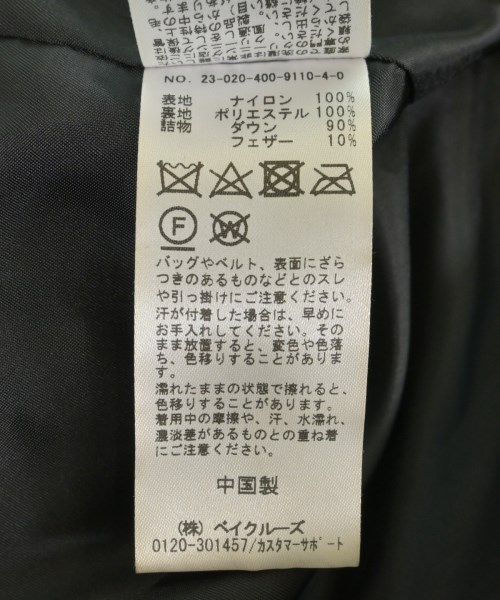 NO. 23-020-400-9110-4-0
表地 ナイロン 100%
裏地 ポリエステル 100%
詰物 ダウン 90%
フェザー 10%
F
W
バッグやベルト、表面にざら
つきのあるものなどとのスレ
や引っ掛けにご注意ください。
汗が付着した場合は、早めに
お手入れしてください。その
まま放置すると、変色や色落
ち、色移りすることがありま
す。
濡れたままの状態で擦れると、
色移りすることがあります。
着用中の摩擦や、汗、水濡れ、
濃淡差があるものとの重ね着
にご注意ください。
中国製
(株) ベイクルーズ
0120-301457/カスタマーサポート